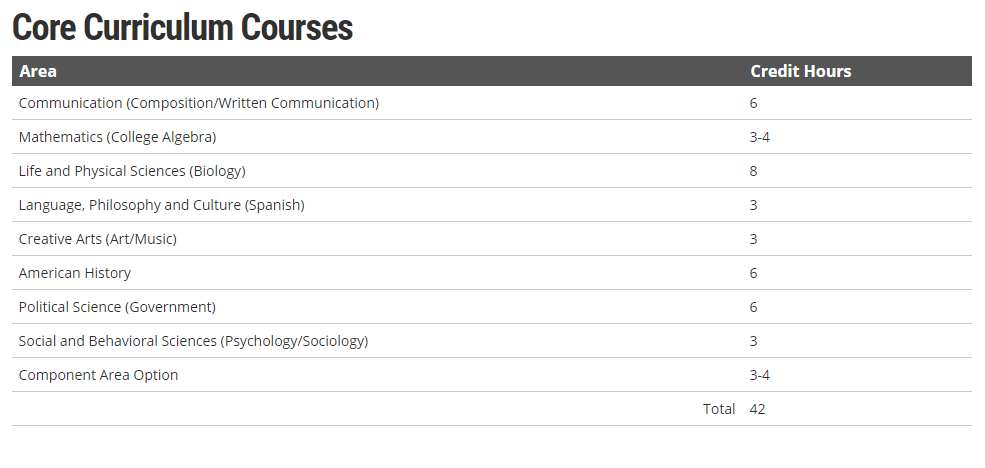 Core Curriculum Courses
Area Credit Hours
Communication (Composition/Written Communication) 6
Mathematics (College Algebra) 3-4
Life and Physical Sciences (Biology) 8
Language, Philosophy and Culture (Spanish) 3
Creative Arts (Art/Music) 3
American History 6
Political Science (Government) 6
Social and Behavioral Sciences (Psychology/Sociology) 3
Component Area Option 3-4
Total 42